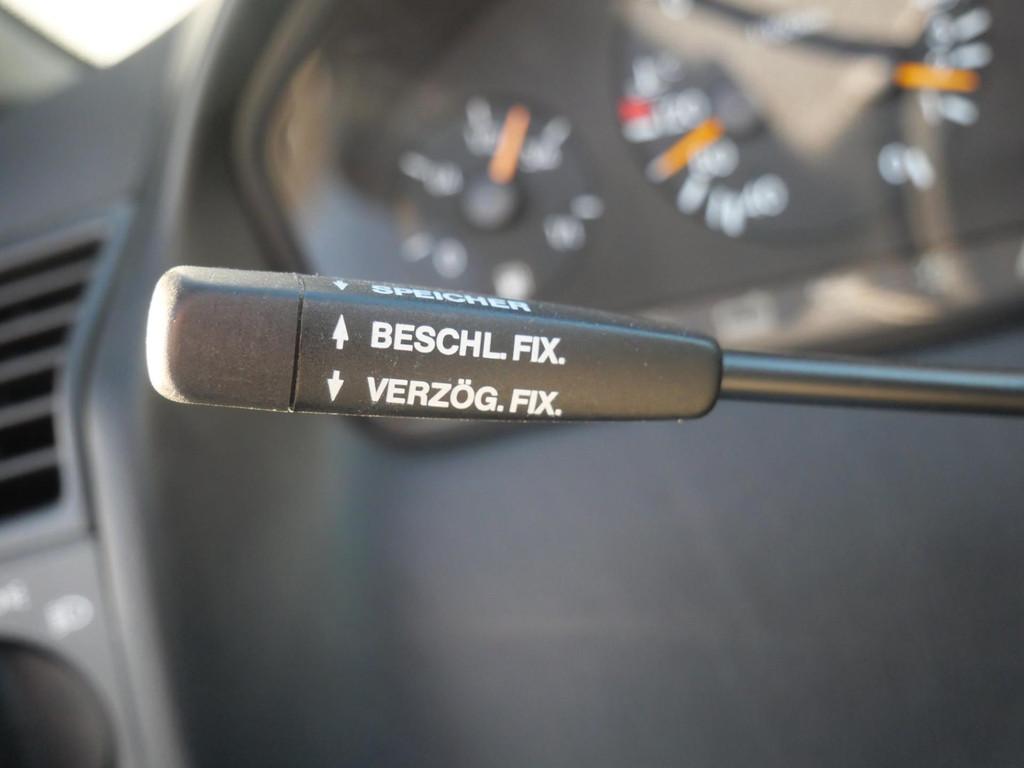 SPEICHER
BESCHL. FIX.
VERZÖG. FIX.